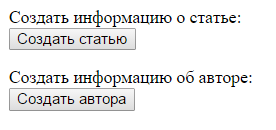 Создать информацию о статье:
Создать статью
Создать информацию об авторе:
Создать автора